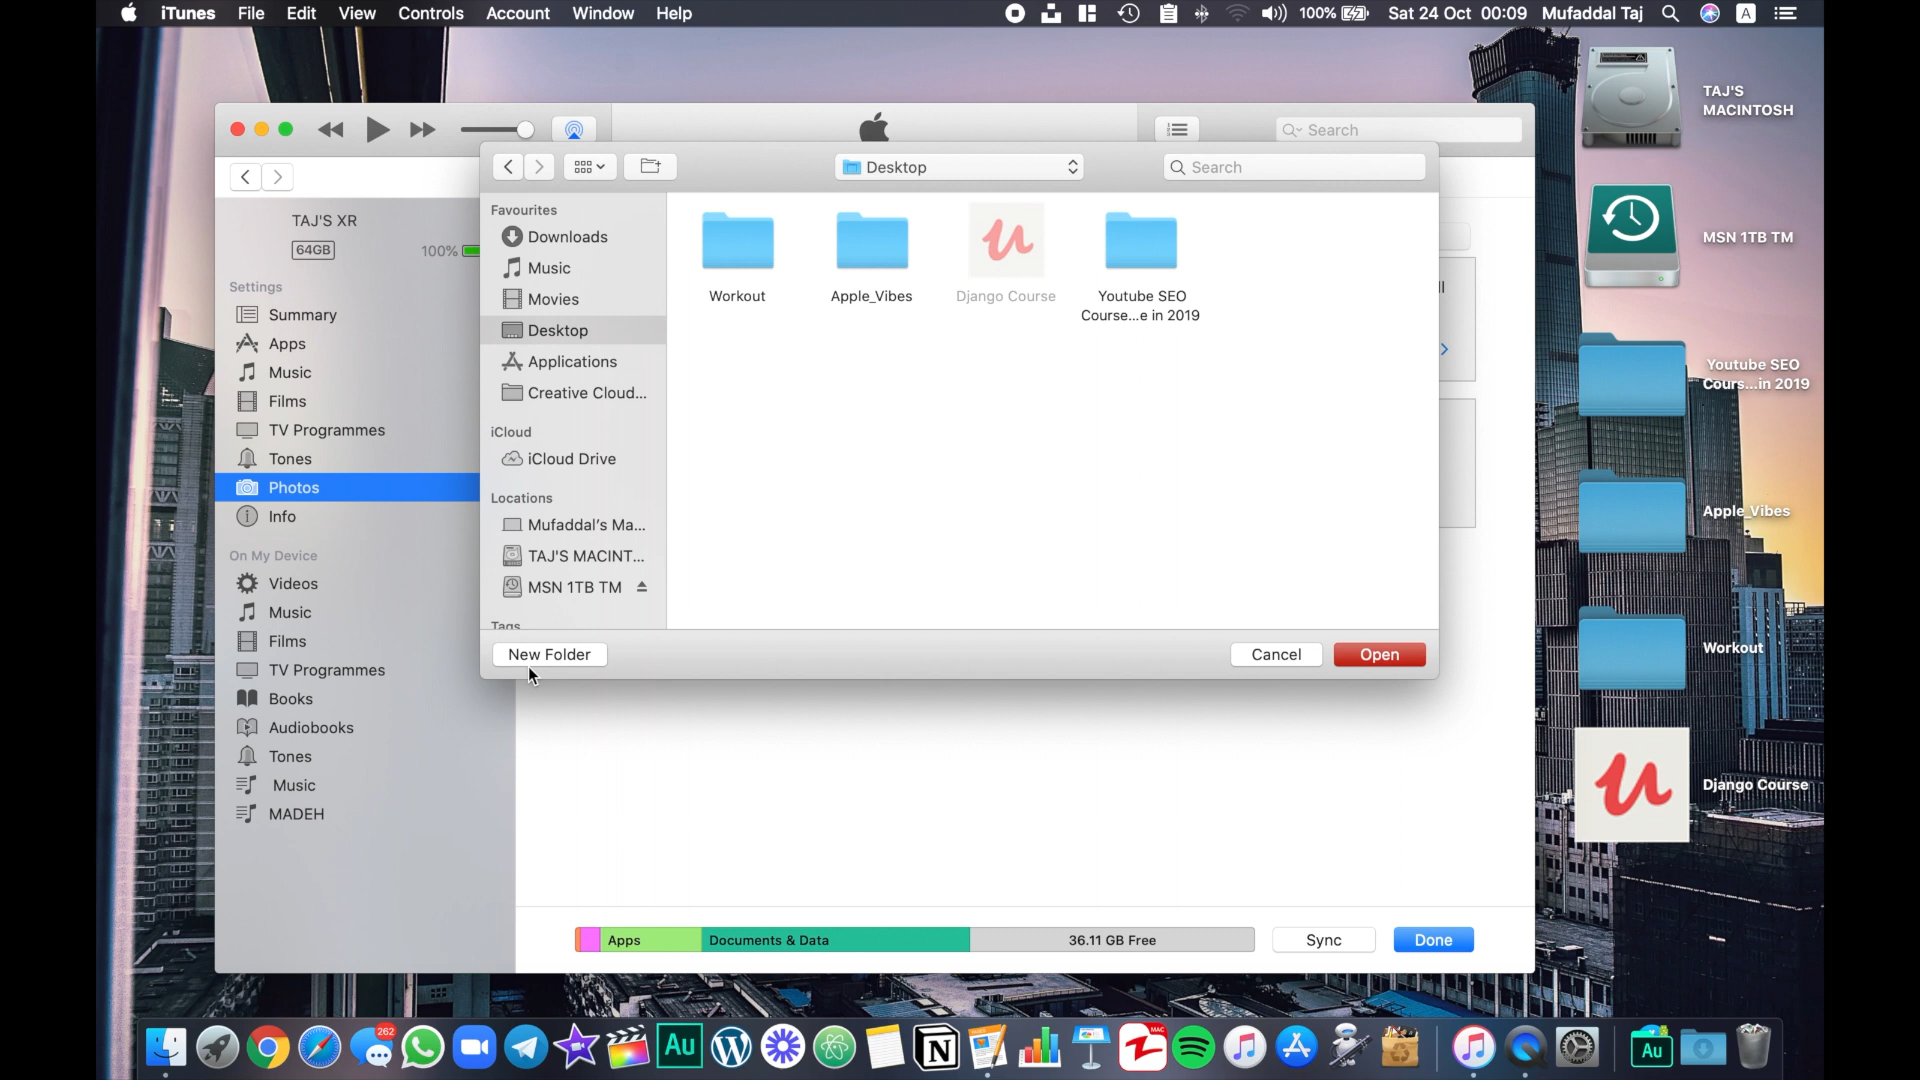 iTunes File Edit View Controls Account Window Help
100% Sat 24 Oct 00:09 Mufaddal Taj A
Search
Desktop
Search
TAJ'S XR
64GB
100%
Settings
Summary
Apps
Music
Films
TV Programmes
Tones
Photos
Info
On My Device
Videos
Music
Films
TV Programmes
Books
Audiobooks
Tones
Music
MADEH
Favourites
Downloads
Music
Movies
Desktop
Applications
Creative Cloud...
iCloud
iCloud Drive
Locations
Mufaddal's Ma...
TAJ'S MACINT...
MSN 1TB TM
Tags
Workout
Apple_Vibes
Django Course
Youtube SEO
Course...e in 2019
New Folder
Cancel
Open
Apps
Documents & Data
36.11 GB Free
Sync
Done
TAJ'S
MACINTOSH
MSN 1TB TM
Youtube SEO
Cours...in 2019
Apple_Vibes
Workout
Django Course
262
Au
MAC
Au